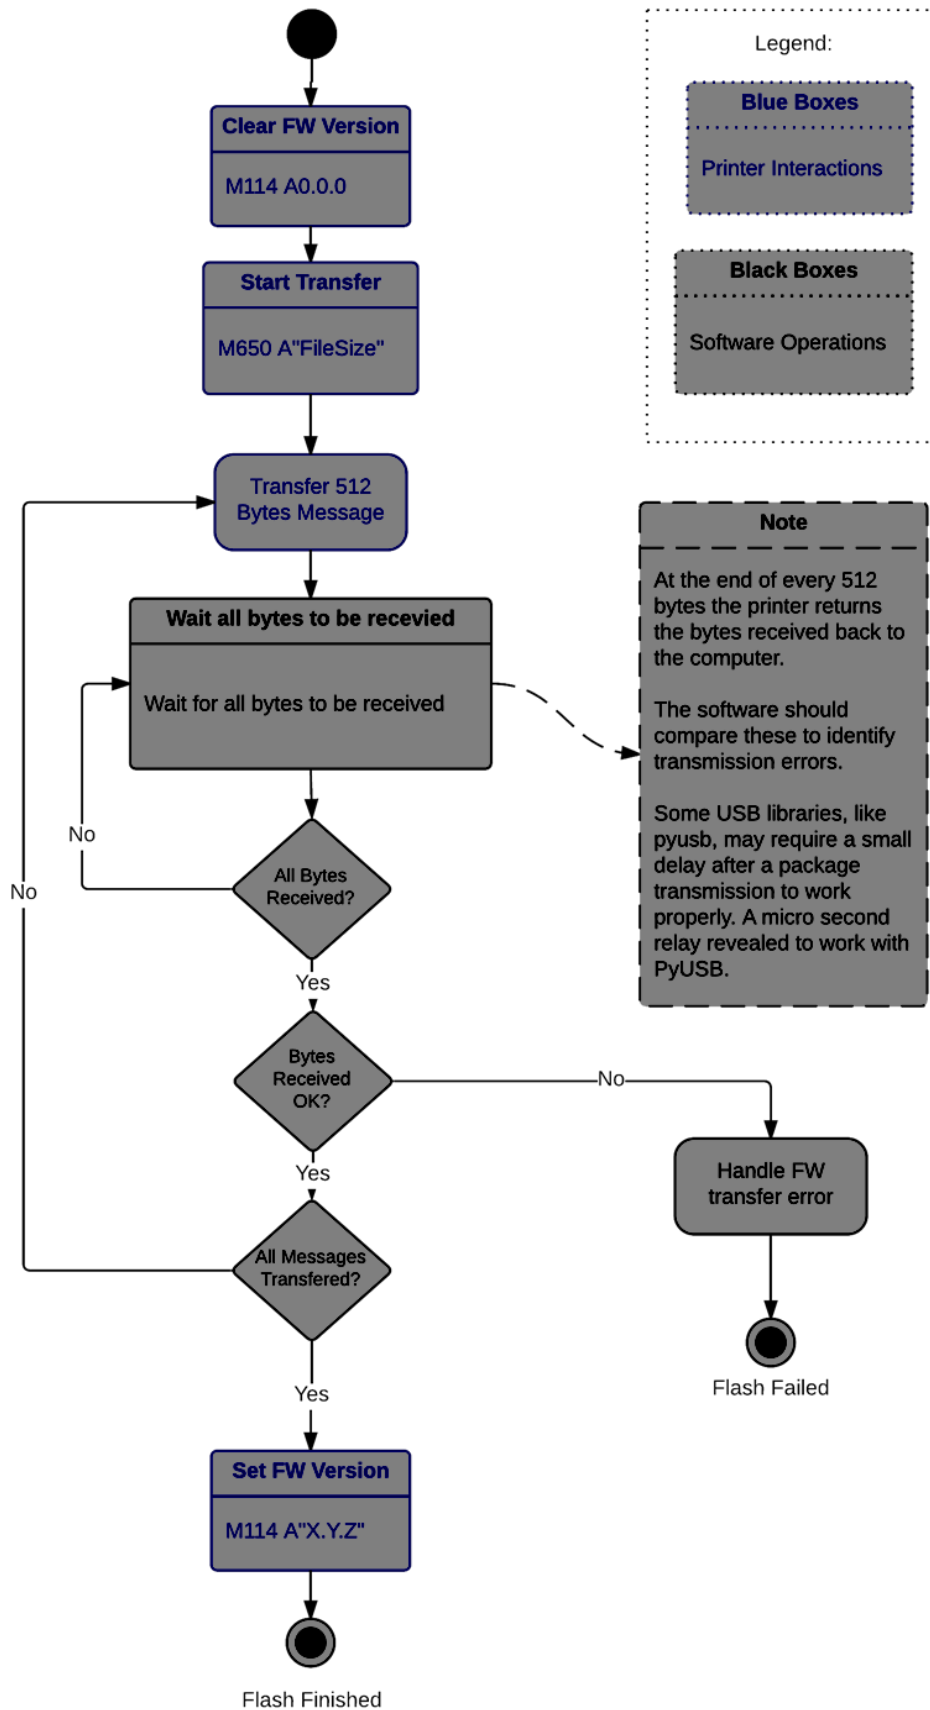 Legend:
Blue Boxes
Printer Interactions
Black Boxes
Software Operations
Clear FW Version
M114 A0.0.0
Start Transfer
M650 A"FileSize"
Transfer 512
Bytes Message
Wait all bytes to be recevied
Wait for all bytes to be received
Note
At the end of every 512
bytes the printer returns
the bytes received back to
the computer.
The software should
compare these to identify
transmission errors.
Some USB libraries, like
pyusb, may require a small
delay after a package
transmission to work
properly. A micro second
relay revealed to work with
PyUSB.
No
No
All Bytes
Received?
Yes
Bytes
Received
OK?
No
Handle FW
transfer error
Flash Failed
Yes
All Messages
Transfered?
Yes
Set FW Version
M114 A"X.Y.Z"
Flash Finished